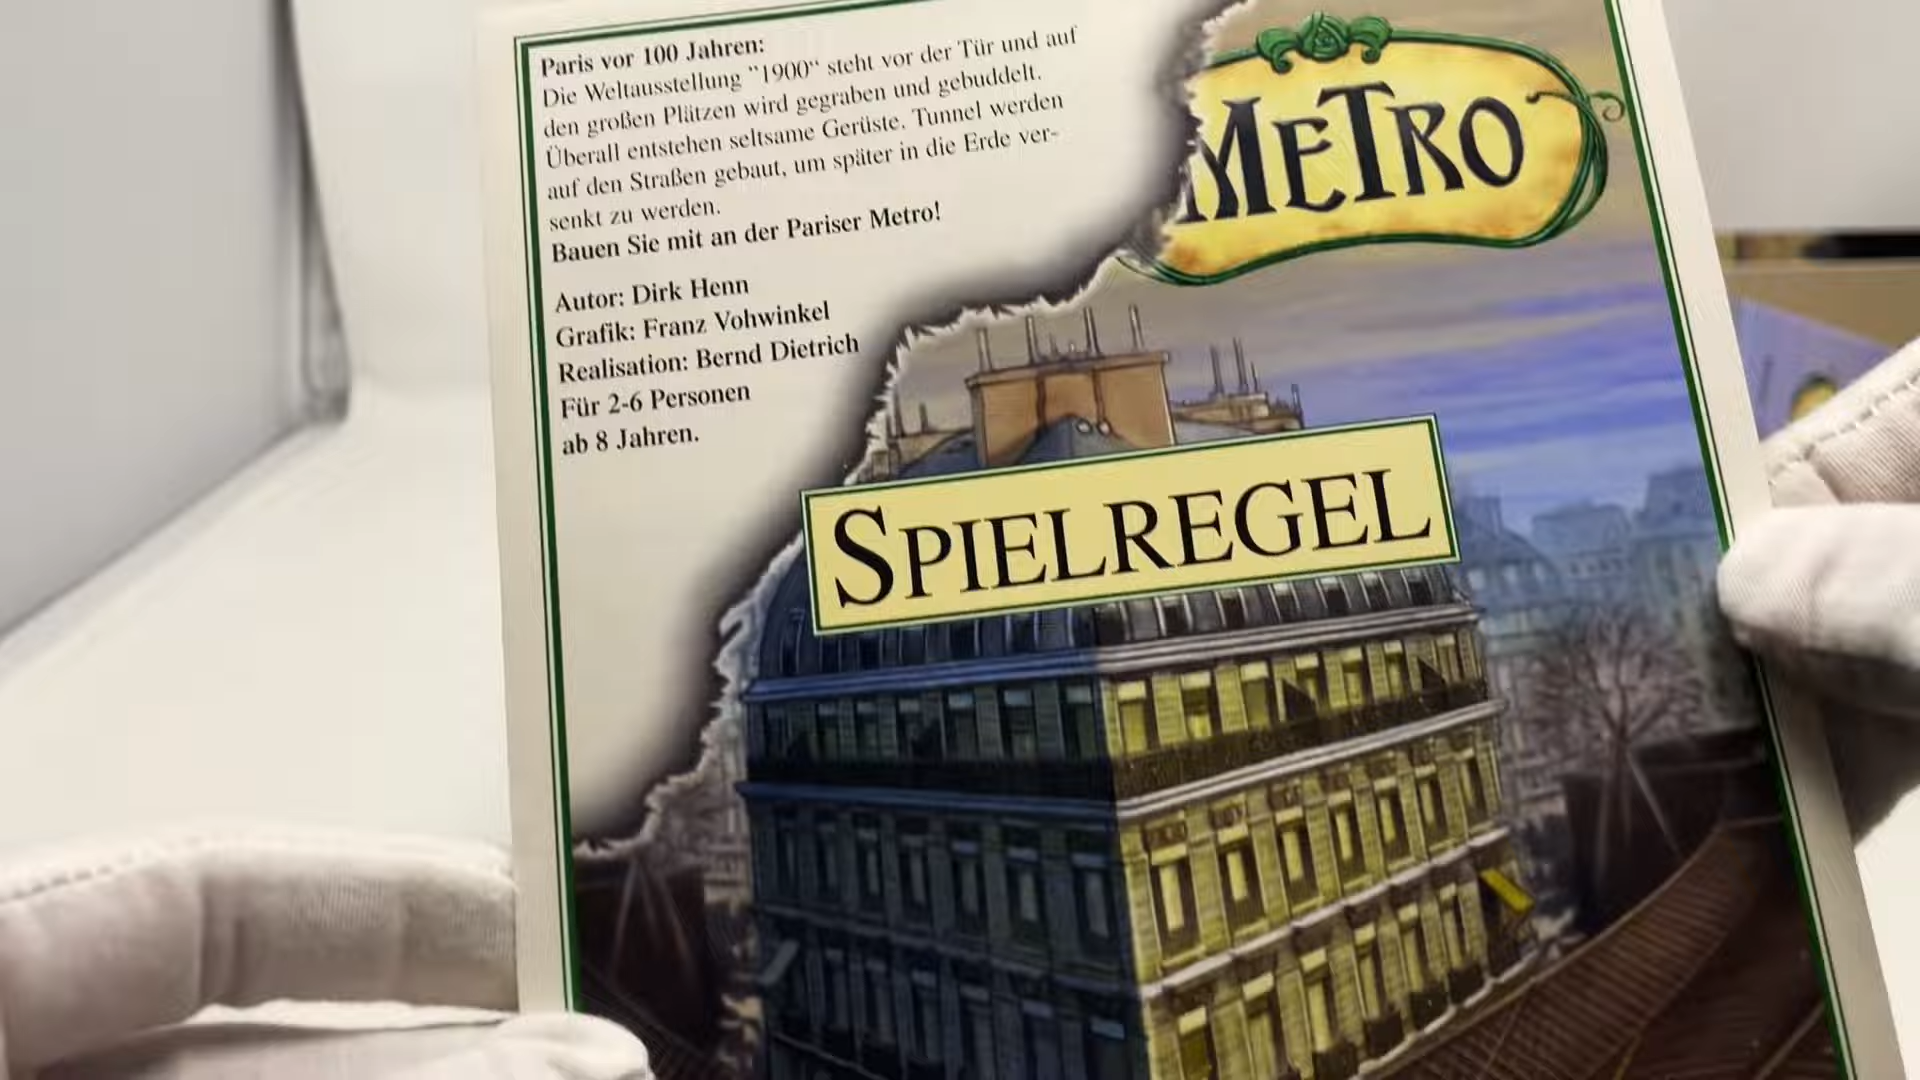 Paris vor 100 Jahren:
Die Weltausstellung "1900“ steht vor der Tür und auf
den großen Plätzen wird gegraben und gebuddelt.
Überall entstehen seltsame Gerüste. Tunnel werden
auf den Straßen gebaut, um später in die Erde ver-
senkt zu werden.
Bauen Sie mit an der Pariser Metro!
Autor: Dirk Henn
Grafik: Franz Vohwinkel
Realisation: Bernd Dietrich
Für 2-6 Personen
ab 8 Jahren.
METRO
SPIELREGEL